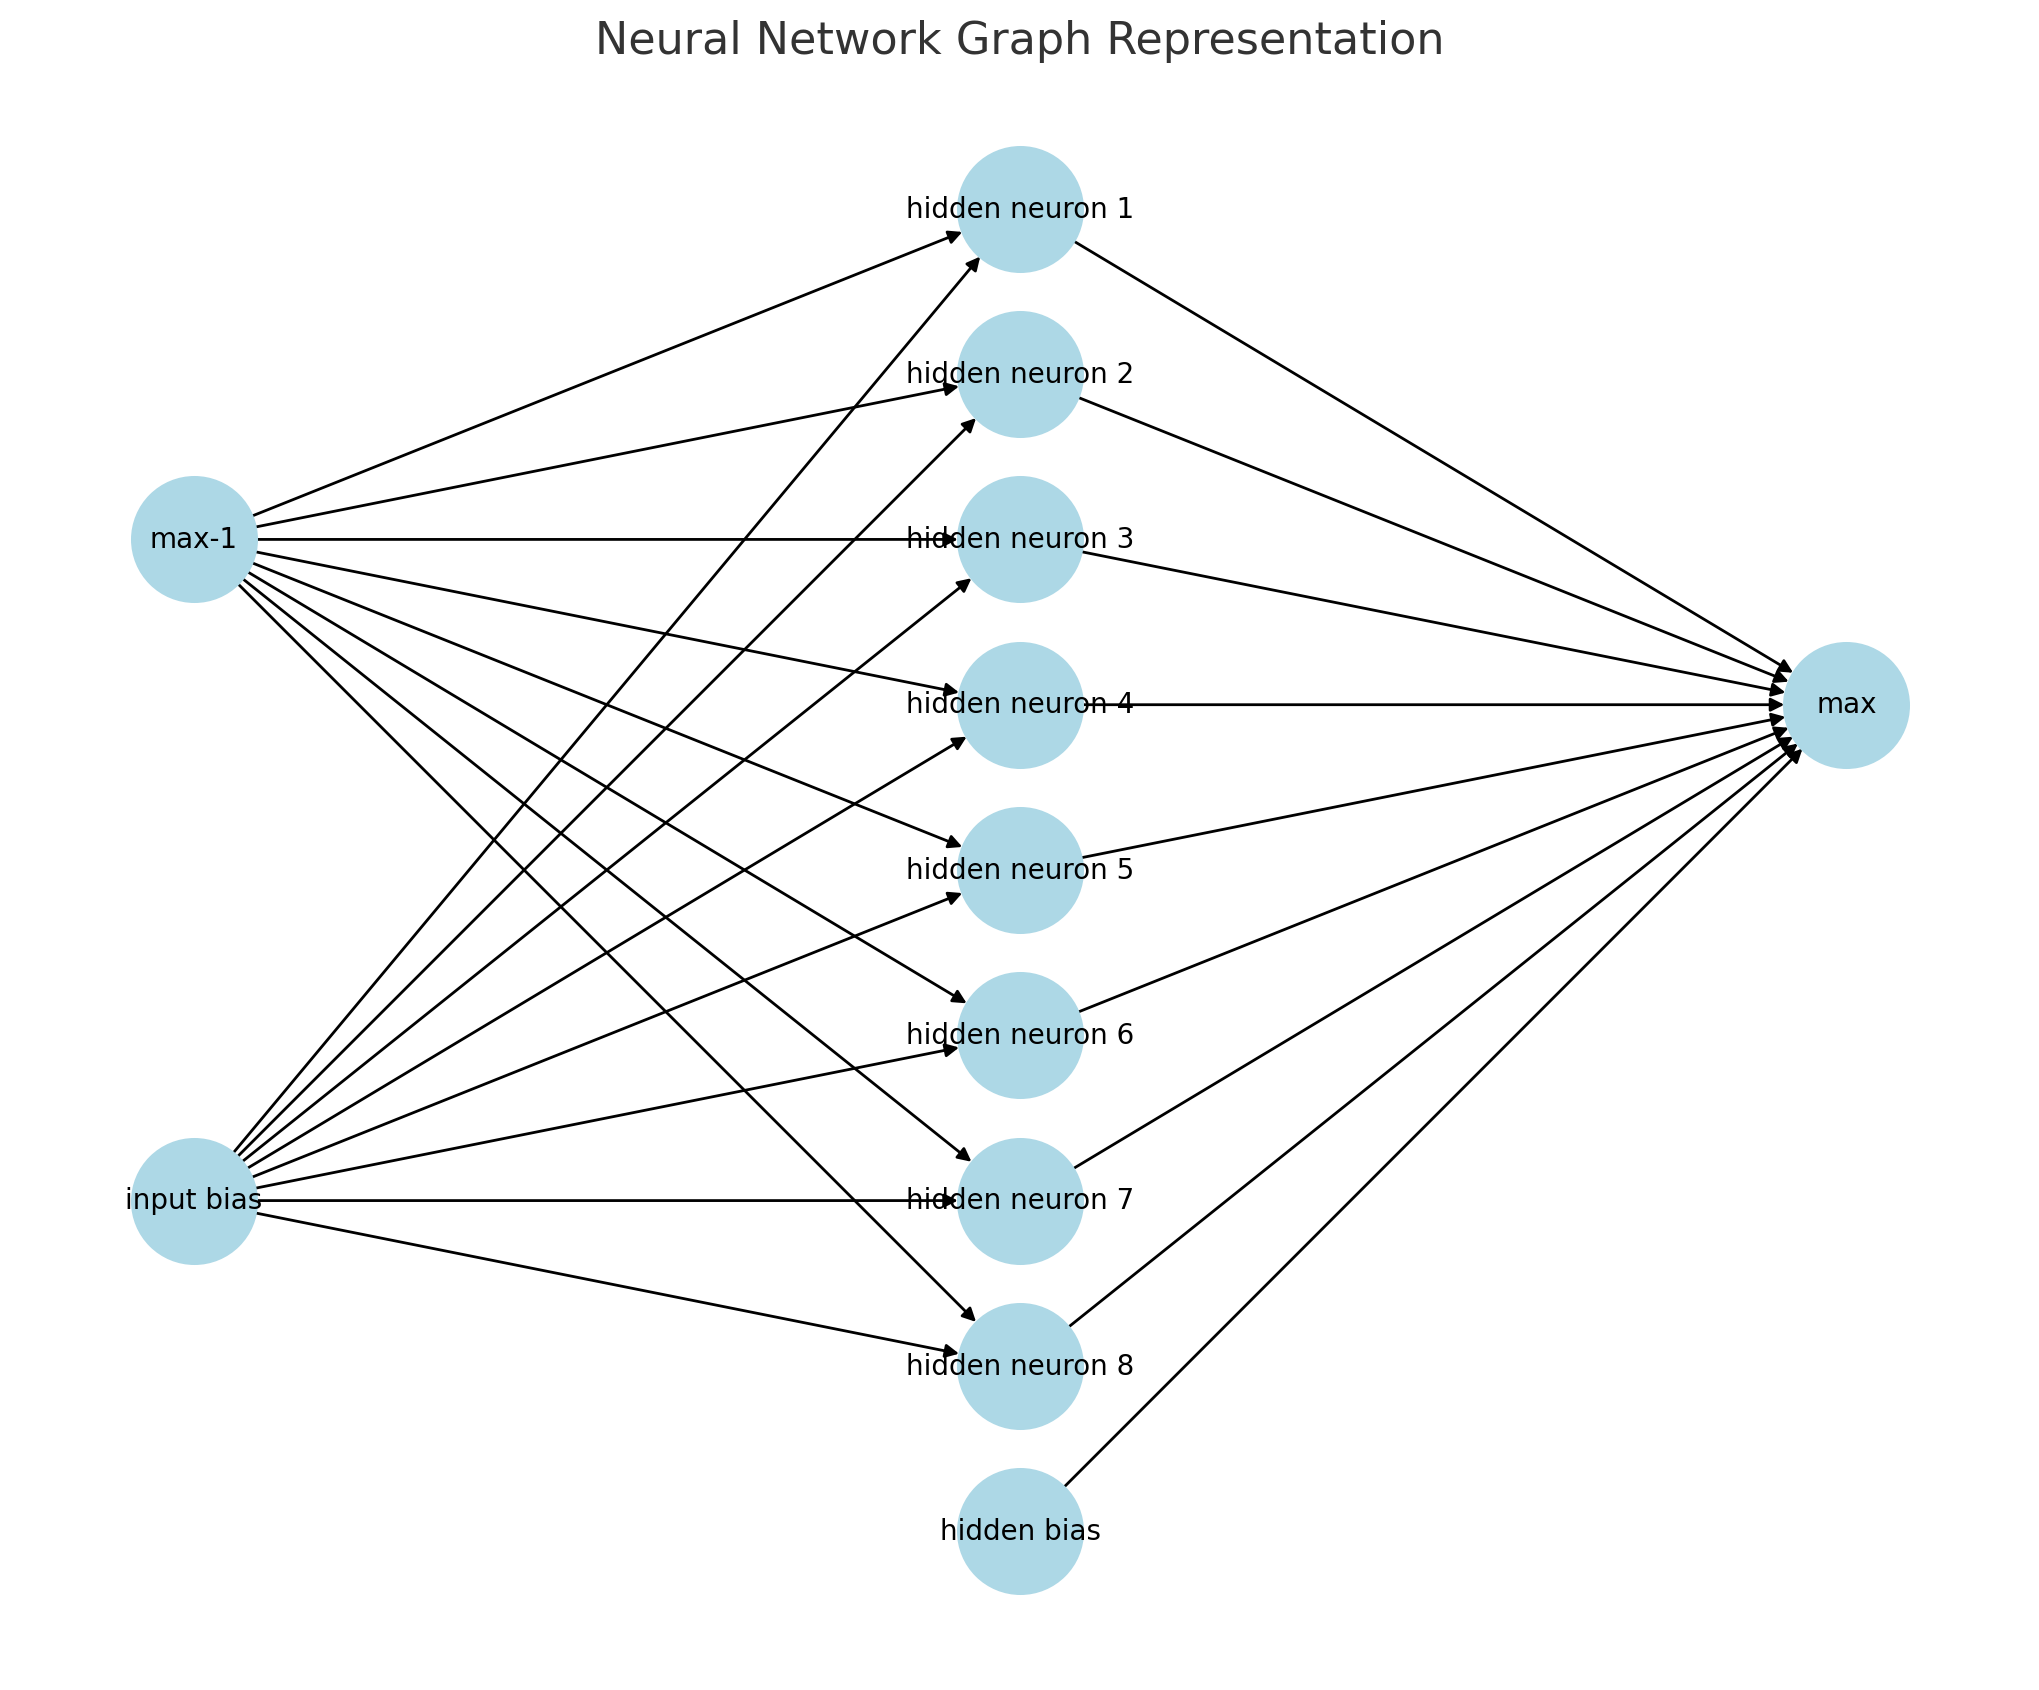 Neural Network Graph Representation
hidden neuron 1
hidden neuron 2
max-1
hidden neuron 3
hidden neuron 4
max
hidden neuron 5
hidden neuron 6
input bias
hidden neuron 7
hidden neuron 8
hidden bias